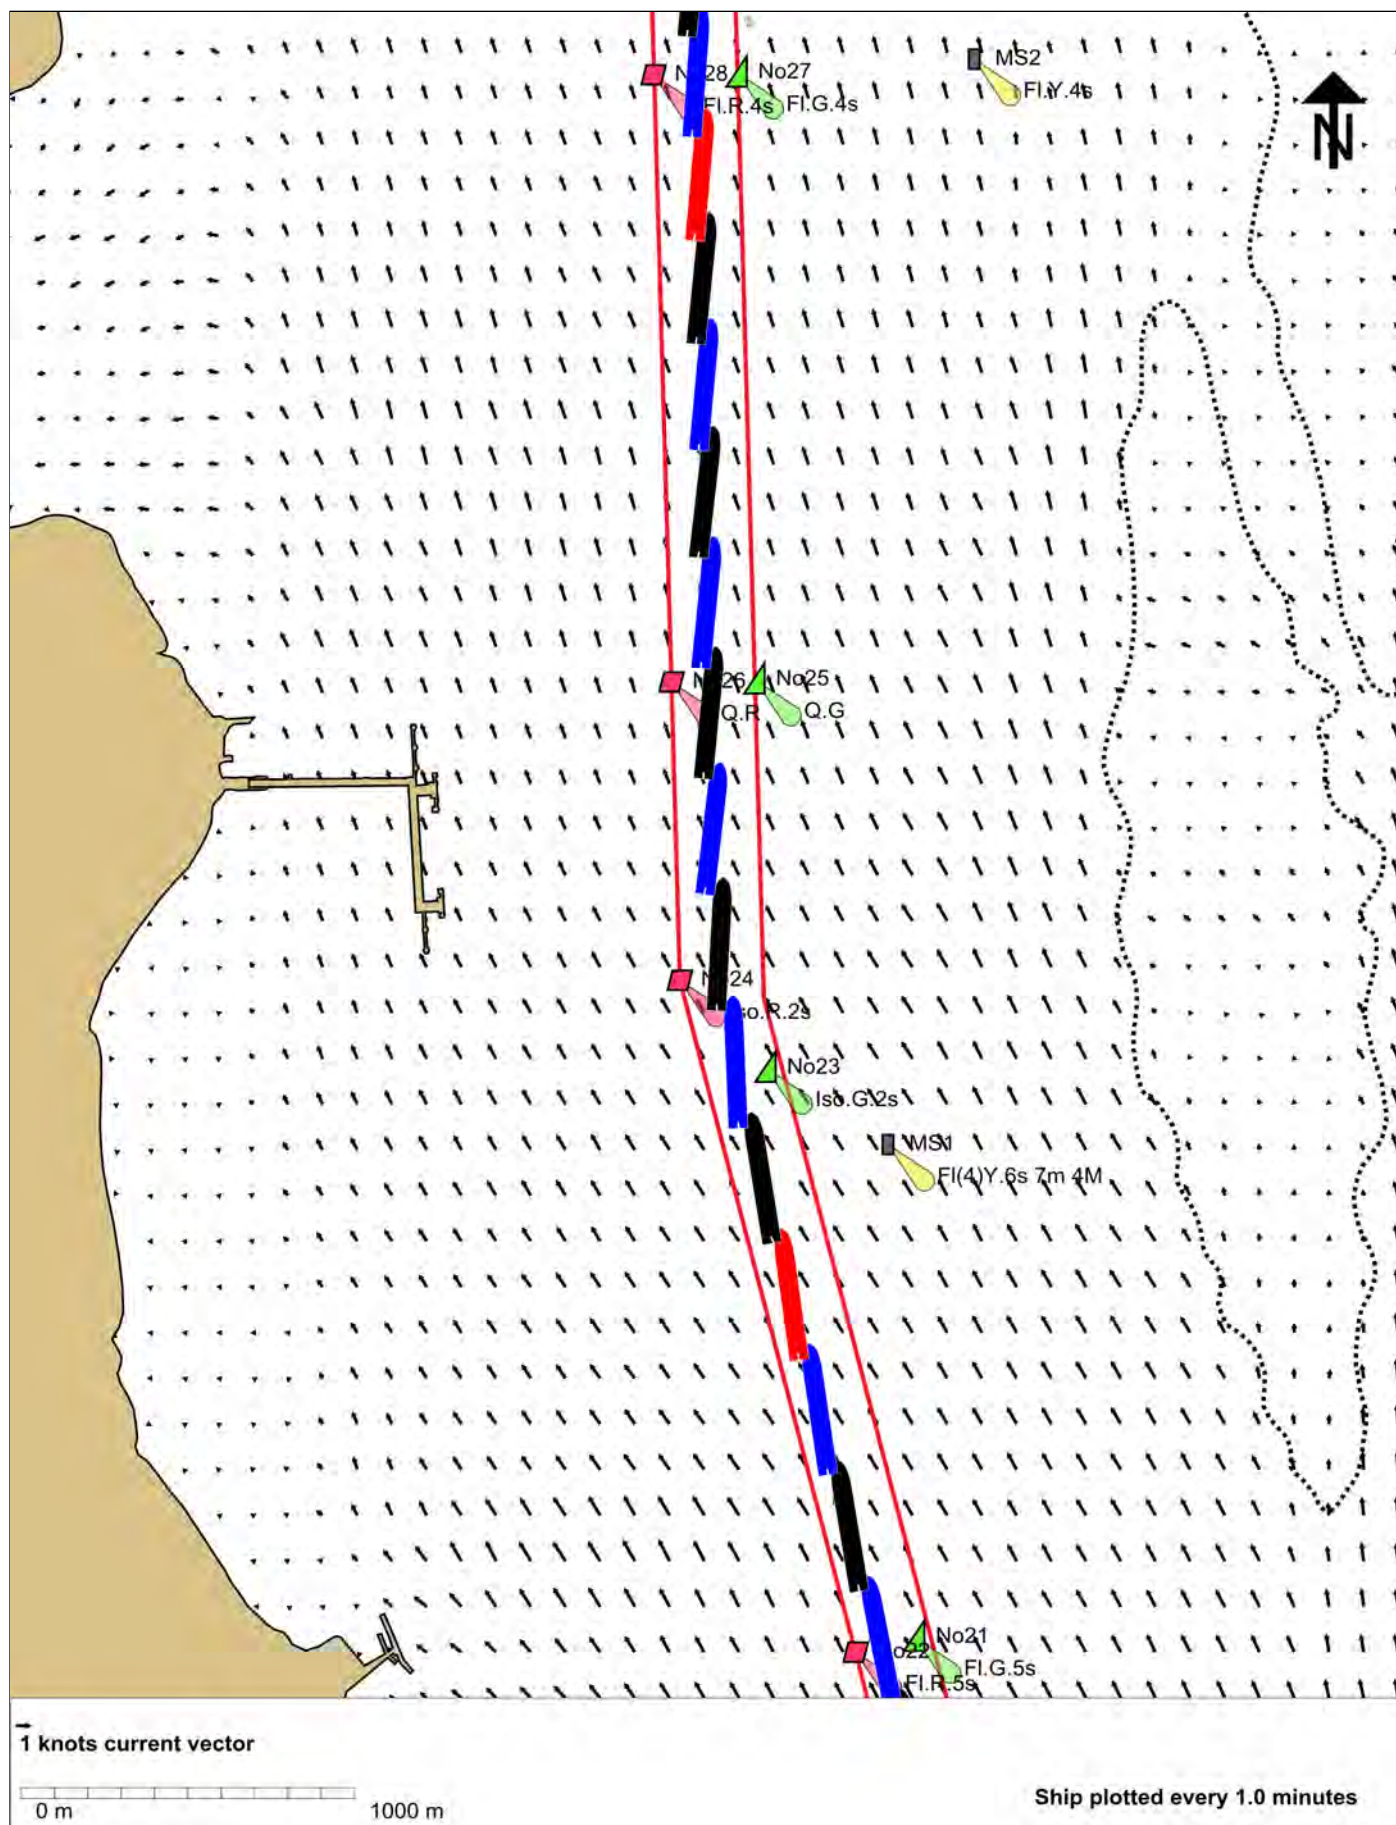 MS2
No27
Fl.Y.4s
Fl.R.4s
Fl.G.4s
N
No25
Q.R
Q.G
Iso.G.2s
No23
MS1
Fl(4)Y.6s 7m 4M
No21
Fl.G.5s
Fl.R.5s
1 knots current vector
0 m
1000 m
Ship plotted every 1.0 minutes